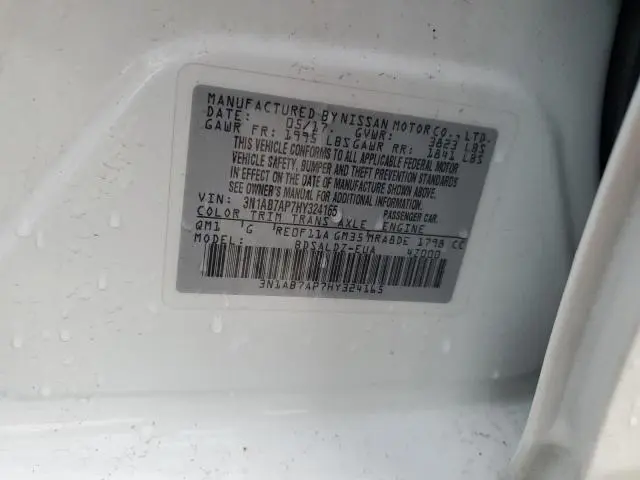 MANUFACTURED BY NISSAN MOTOR CO., LTD.
DATE: 05/17 GVWR: 3823 LBS
GAWR FR: 1995 LBS GAWR RR: 1841 LBS
THIS VEHICLE CONFORMS TO ALL APPLICABLE FEDERAL MOTOR
VEHICLE SAFETY, BUMPER AND THEFT PREVENTION STANDARDS
IN EFFECT ON THE DATE OF MANUFACTURE SHOWN ABOVE.
SEE OWNER'S MANUAL FOR ADDITIONAL INFORMATION.
VIN: 3N1AB7AP7HY324165 PASSENGER CAR
COLOR TRIM TRANS AXLE ENGINE
QM1 G RE0F11A GM35 MRA8DE 1798 CC
BDSALD7-EUA 47000
3N1AB7AP7HY324165